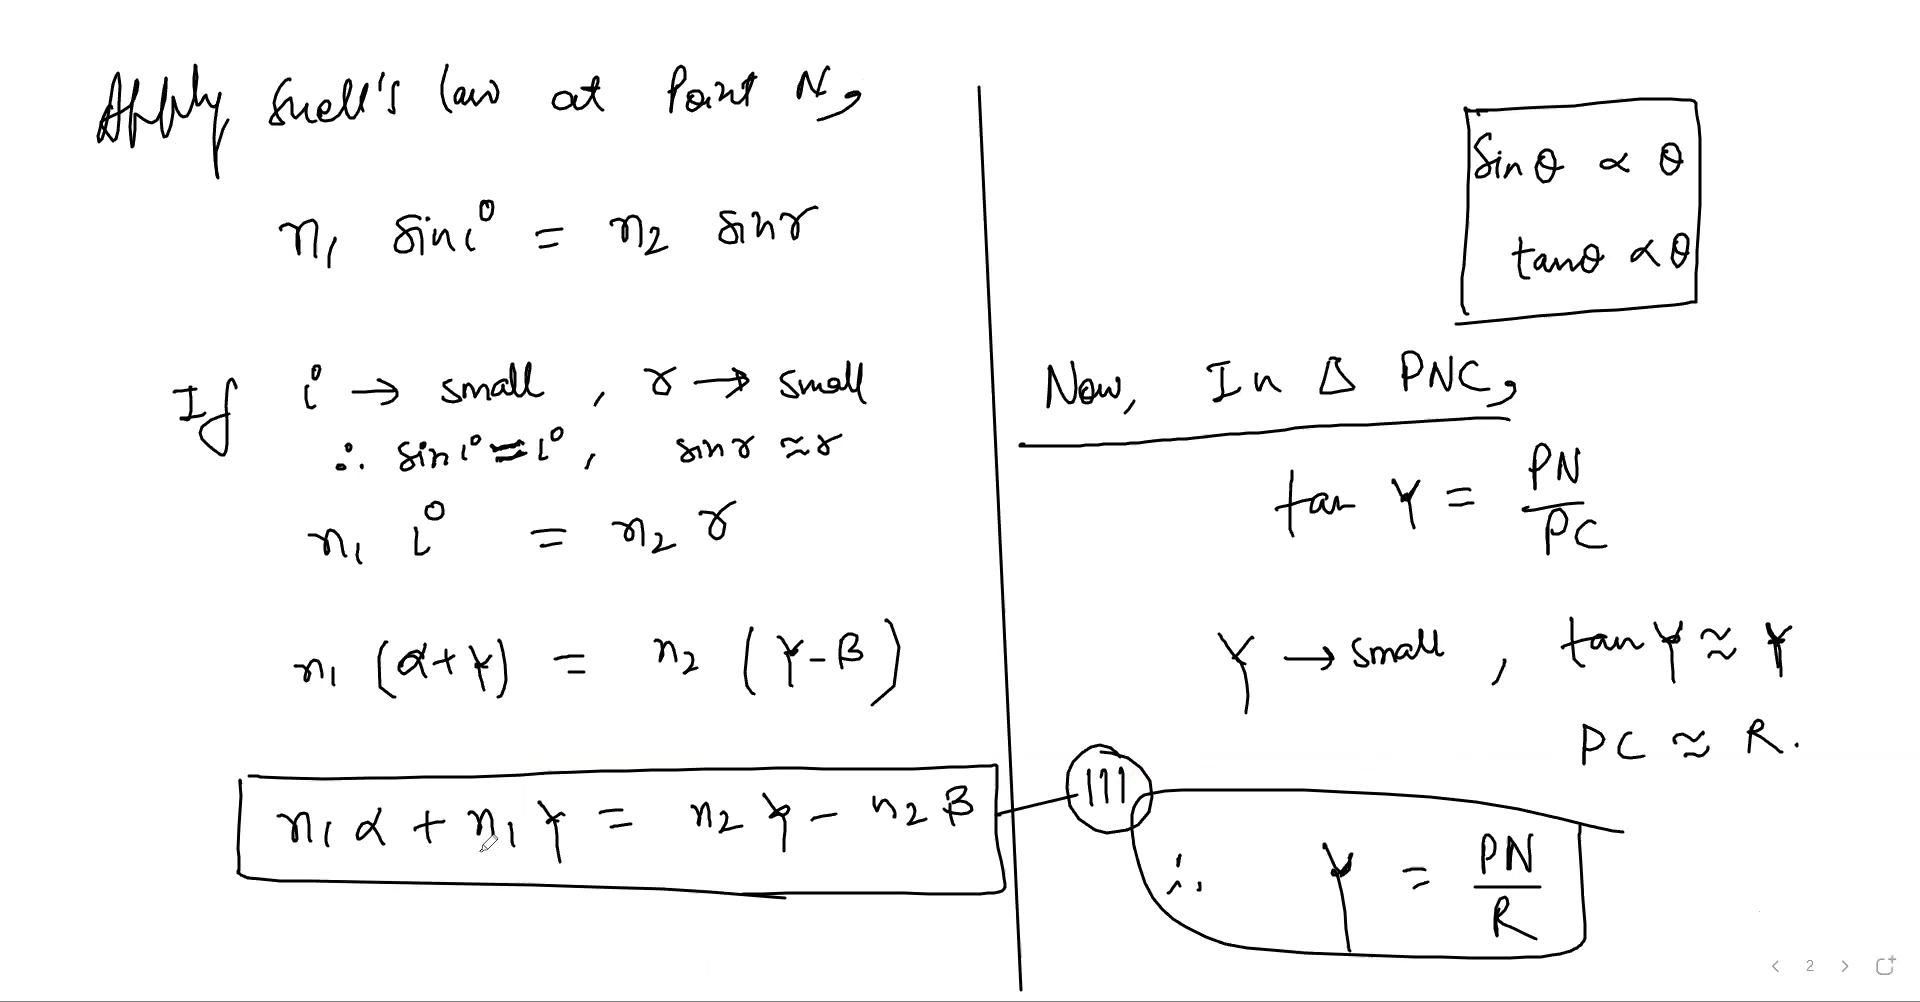 Apply Snell's law at Point N,
n₁ sin i = n₂ sin r
If i → small , r → small
∴ sin i ≈ i , sin r ≈ r
n₁ i = n₂ r
n₁ (α+γ) = n₂ (γ-β)
n₁ α + n₁ γ = n₂ γ - n₂ β
III
sin θ ∝ θ
tan θ ∝ θ
Now, In Δ PNC,
tan γ = PN/PC
γ → small , tan γ ≈ γ
PC ≈ R.
∴ γ = PN/R
2